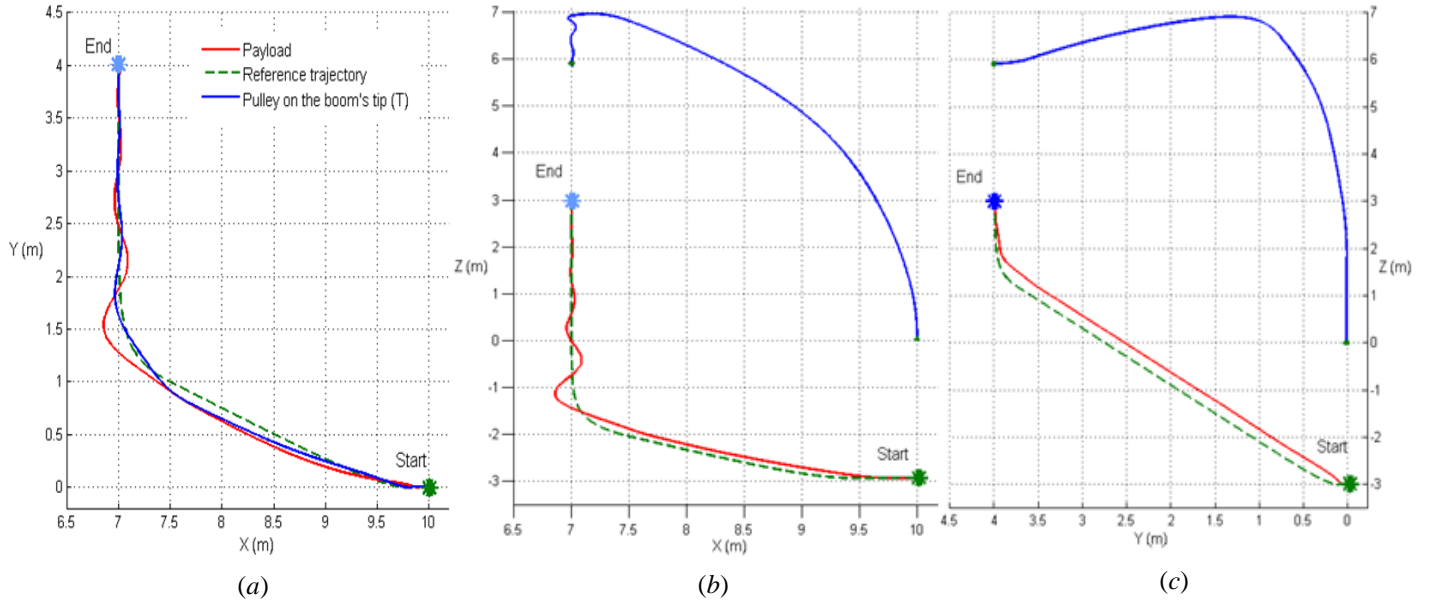 4.5
4
3.5
3
2.5
2
1.5
1
0.5
0
Y (m)
6.5 7 7.5 8 8.5 9 9.5 10
X (m)
End
Start
Payload
Reference trajectory
Pulley on the boom's tip (T)
(a)
7
6
5
4
3
2
1
0
-1
-2
-3
Z (m)
6.5 7 7.5 8 8.5 9 9.5 10
X (m)
End
Start
(b)
7
6
5
4
3
2
1
0
-1
-2
-3
Z (m)
4.5 4 3.5 3 2.5 2 1.5 1 0.5 0
Y (m)
End
Start
(c)